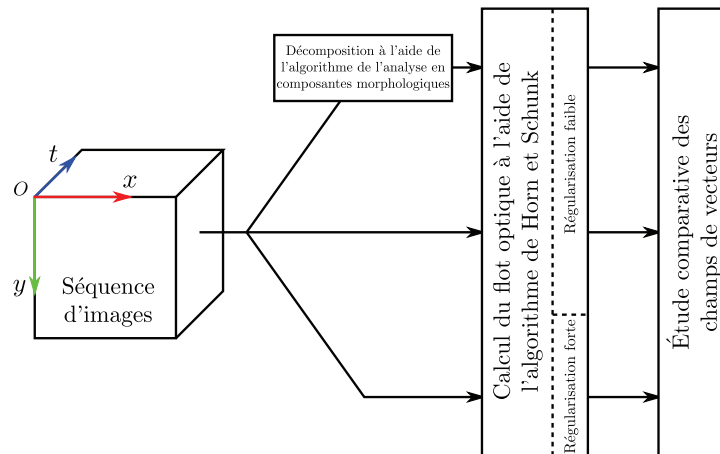 Décomposition à l'aide de
l'algorithme de l'analyse en
composantes morphologiques
t
O
x
y
Séquence
d'images
Calcul du flot optique à l'aide de
l'algorithme de Horn et Schunk
Régularisation faible
Régularisation forte
Étude comparative des
champs de vecteurs